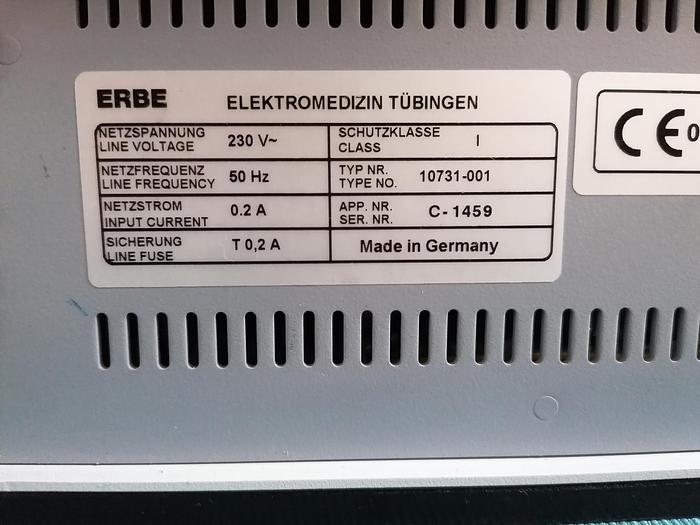 ERBE ELEKTROMEDIZIN TÜBINGEN
NETZSPANNUNG
LINE VOLTAGE
230 V~
SCHUTZKLASSE
CLASS
I
NETZFREQUENZ
LINE FREQUENCY
50 Hz
TYP NR.
TYPE NO.
10731-001
NETZSTROM
INPUT CURRENT
0.2 A
APP. NR.
SER. NR.
C-1459
SICHERUNG
LINE FUSE
T 0,2 A
Made in Germany
CE 0